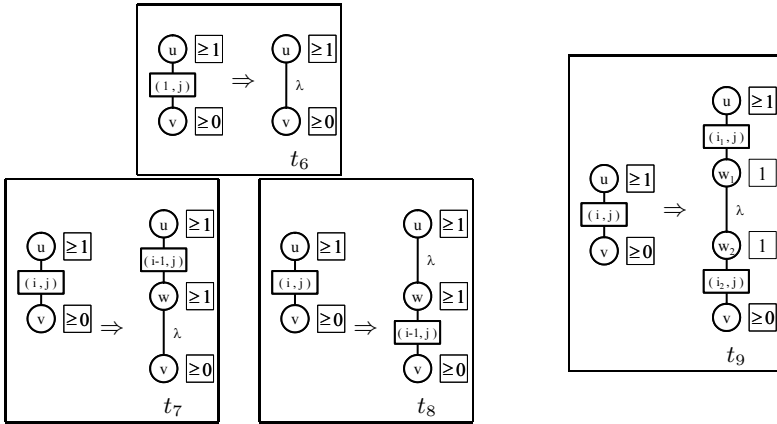 u ≥1 u ≥1
(1,j) ⇒ λ
v ≥0 v ≥0
t₆
u ≥1
u ≥1 (i-1,j)
(i,j) w ≥1
v ≥0 ⇒ λ
v ≥0
t₇
u ≥1
u ≥1 λ
(i,j) w ≥1
v ≥0 ⇒ (i-1,j)
v ≥0
t₈
u ≥1
(i₁,j)
u ≥1 w₁ 1
(i,j) ⇒ λ
v ≥0 w₂ 1
(i₂,j)
v ≥0
t₉